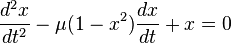 \frac{d^2x}{dt^2} - \mu(1 - x^2)\frac{dx}{dt} + x = 0